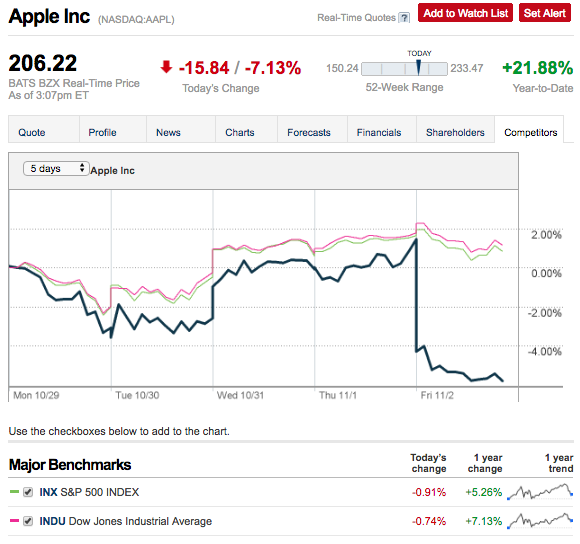 Apple Inc (NASDAQ:AAPL)
Real-Time Quotes ? Add to Watch List Set Alert
206.22
BATS BZX Real-Time Price
As of 3:07pm ET
-15.84 / -7.13%
Today's Change
TODAY
150.24 233.47
52-Week Range
+21.88%
Year-to-Date
Quote Profile News Charts Forecasts Financials Shareholders Competitors
5 days Apple Inc
2.00%
0.00%
-2.00%
-4.00%
Mon 10/29 Tue 10/30 Wed 10/31 Thu 11/1 Fri 11/2
Use the checkboxes below to add to the chart.
Major Benchmarks Today's change 1 year change 1 year trend
INX S&P 500 INDEX -0.91% +5.26%
INDU Dow Jones Industrial Average -0.74% +7.13%